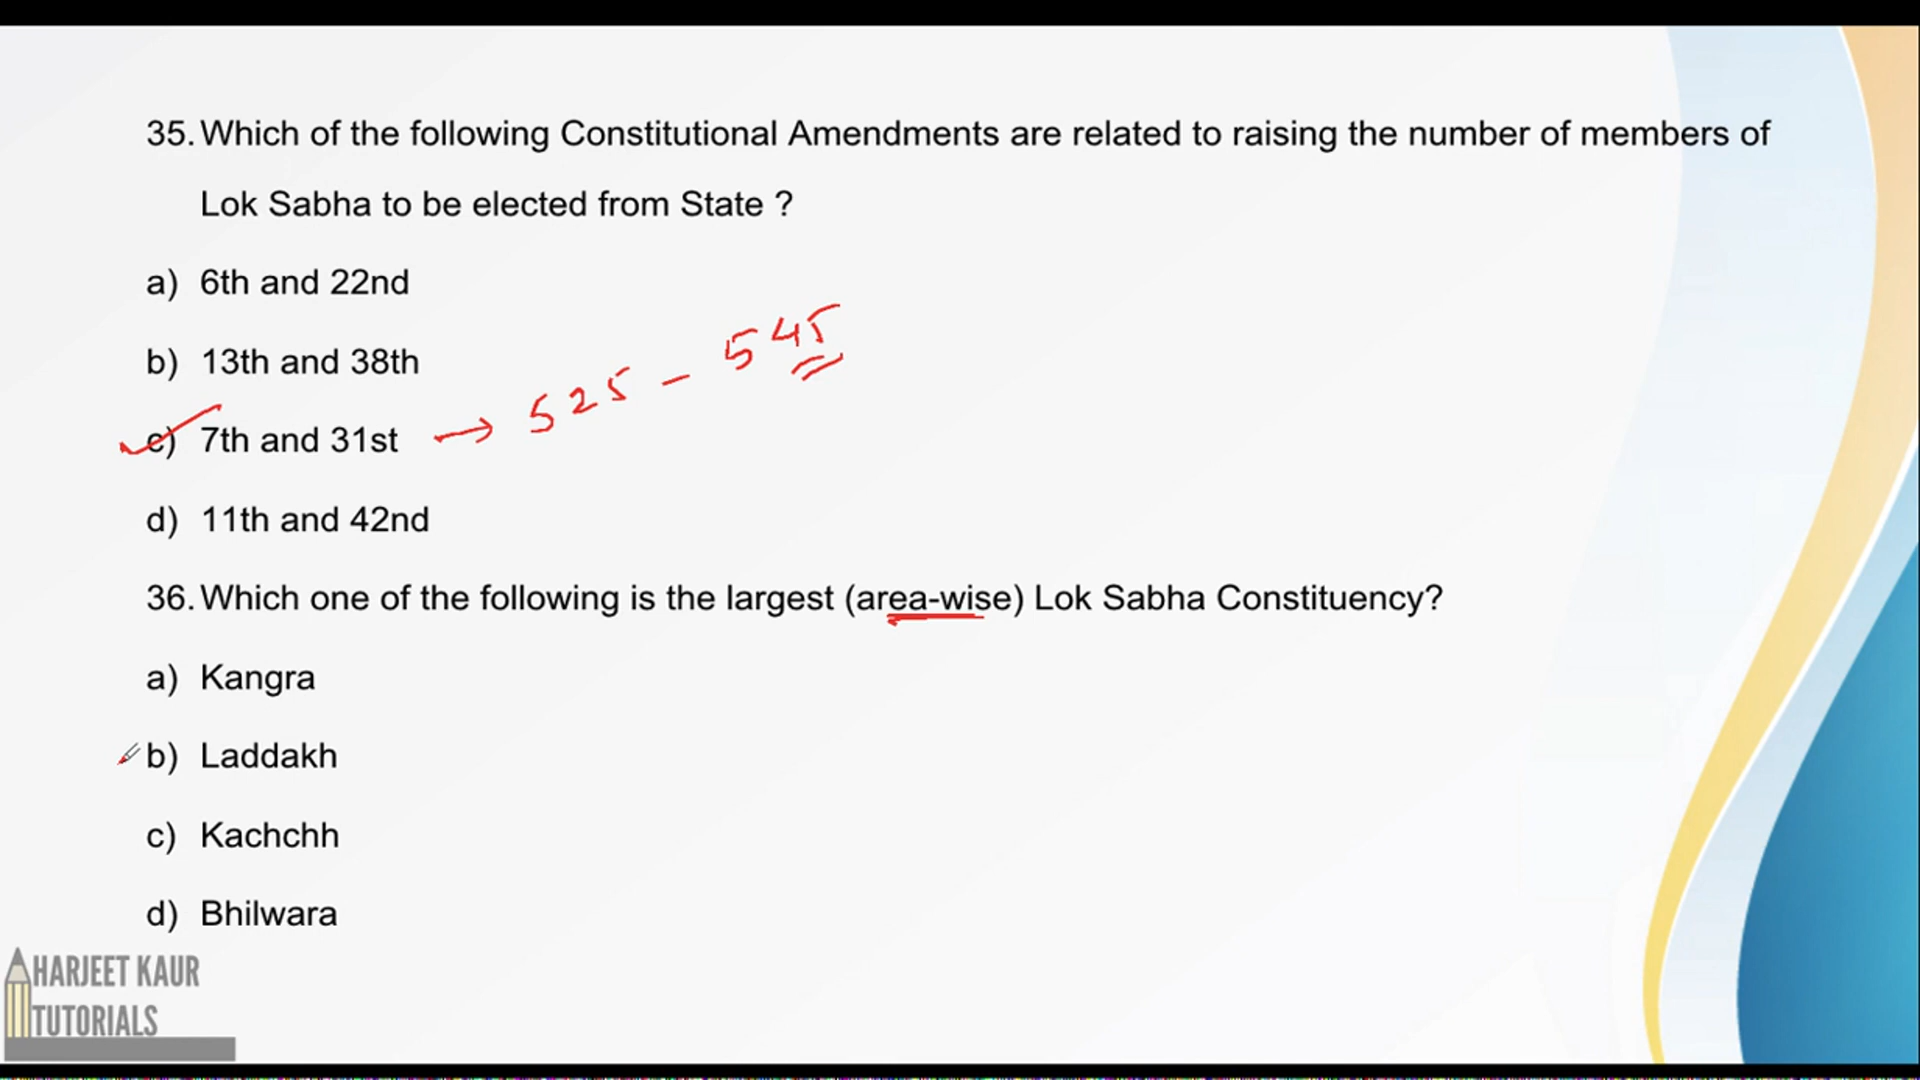 35. Which of the following Constitutional Amendments are related to raising the number of members of
Lok Sabha to be elected from State ?
a) 6th and 22nd
b) 13th and 38th
c) 7th and 31st → 525 - 545
d) 11th and 42nd
36. Which one of the following is the largest (area-wise) Lok Sabha Constituency?
a) Kangra
b) Laddakh
c) Kachchh
d) Bhilwara
HARJEET KAUR
TUTORIALS